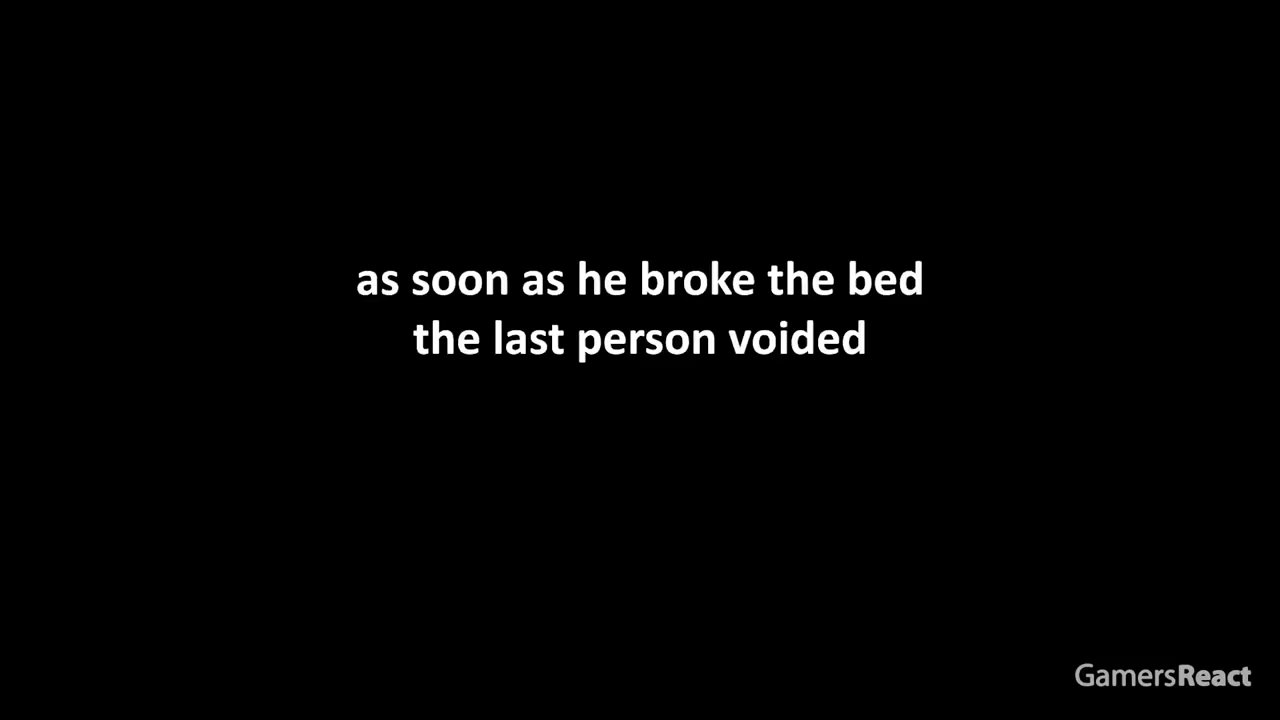 as soon as he broke the bed
the last person voided
GamersReact